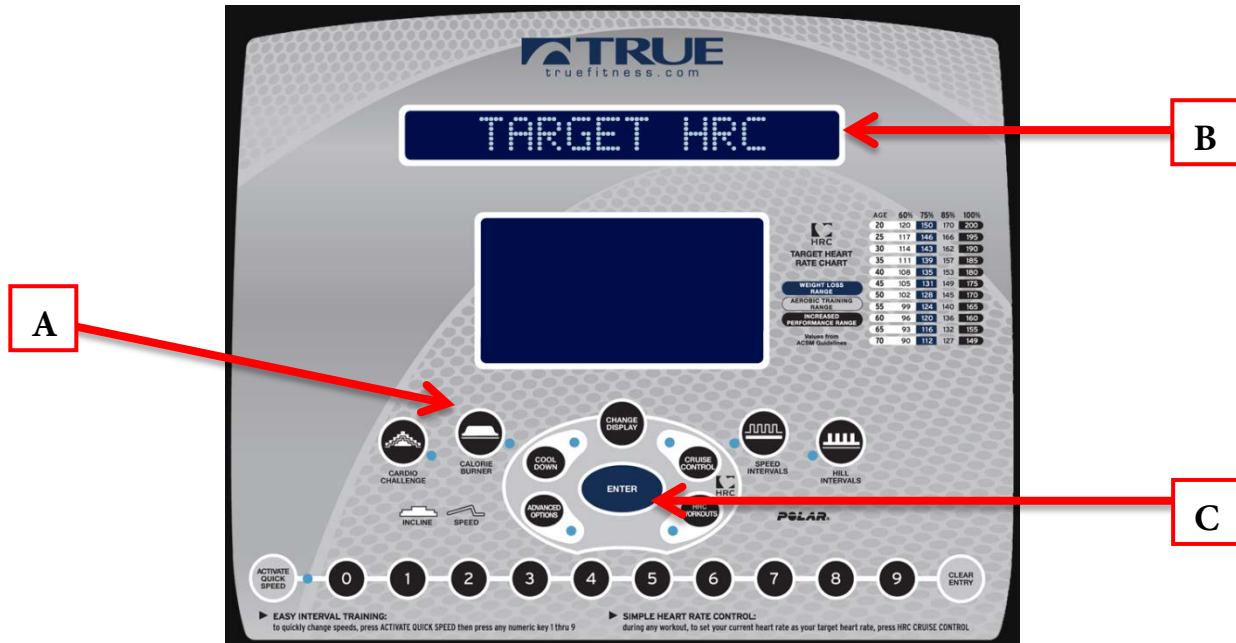 TRUE
truefitness.com
TARGET HRC
B
HRC
TARGET HEART
RATE CHART
WEIGHT LOSS
RANGE
AEROBIC TRAINING
RANGE
INCREASED
PERFORMANCE RANGE
Values from
ACSM Guidelines
AGE 60% 75% 85% 100%
20 120 150 170 200
25 117 146 166 195
30 114 143 162 190
35 111 139 157 185
40 108 135 153 180
45 105 131 149 175
50 102 128 145 170
55 99 124 140 165
60 96 120 136 160
65 93 116 132 155
70 90 112 127 149
A
CARDIO
CHALLENGE
CALORIE
BURNER
COOL
DOWN
CHANGE
DISPLAY
CRUISE
CONTROL
SPEED
INTERVALS
HILL
INTERVALS
ENTER
HRC
ADVANCED
OPTIONS
HRC
WORKOUTS
INCLINE SPEED
POLAR®
C
ACTIVATE
QUICK
SPEED
0 1 2 3 4 5 6 7 8 9
CLEAR
ENTRY
► EASY INTERVAL TRAINING:
to quickly change speeds, press ACTIVATE QUICK SPEED then press any numeric key 1 thru 9
► SIMPLE HEART RATE CONTROL:
during any workout, to set your current heart rate as your target heart rate, press HRC CRUISE CONTROL